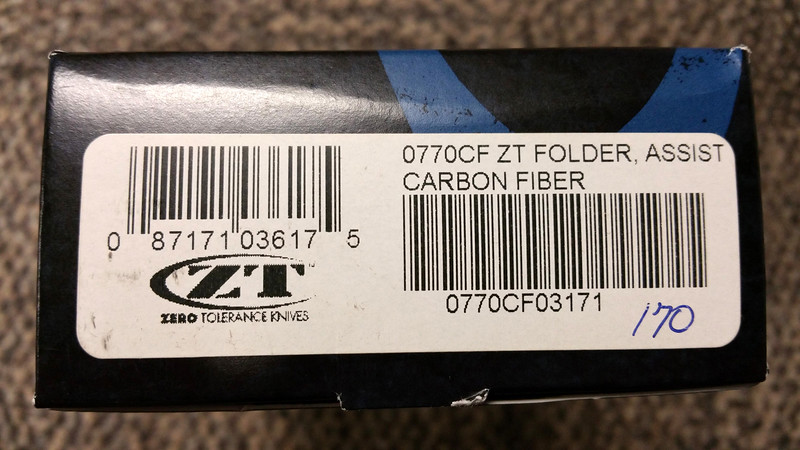 0770CF ZT FOLDER, ASSIST
CARBON FIBER
0 87171 03617 5
ZT
ZERO TOLERANCE KNIVES
0770CF03171
170